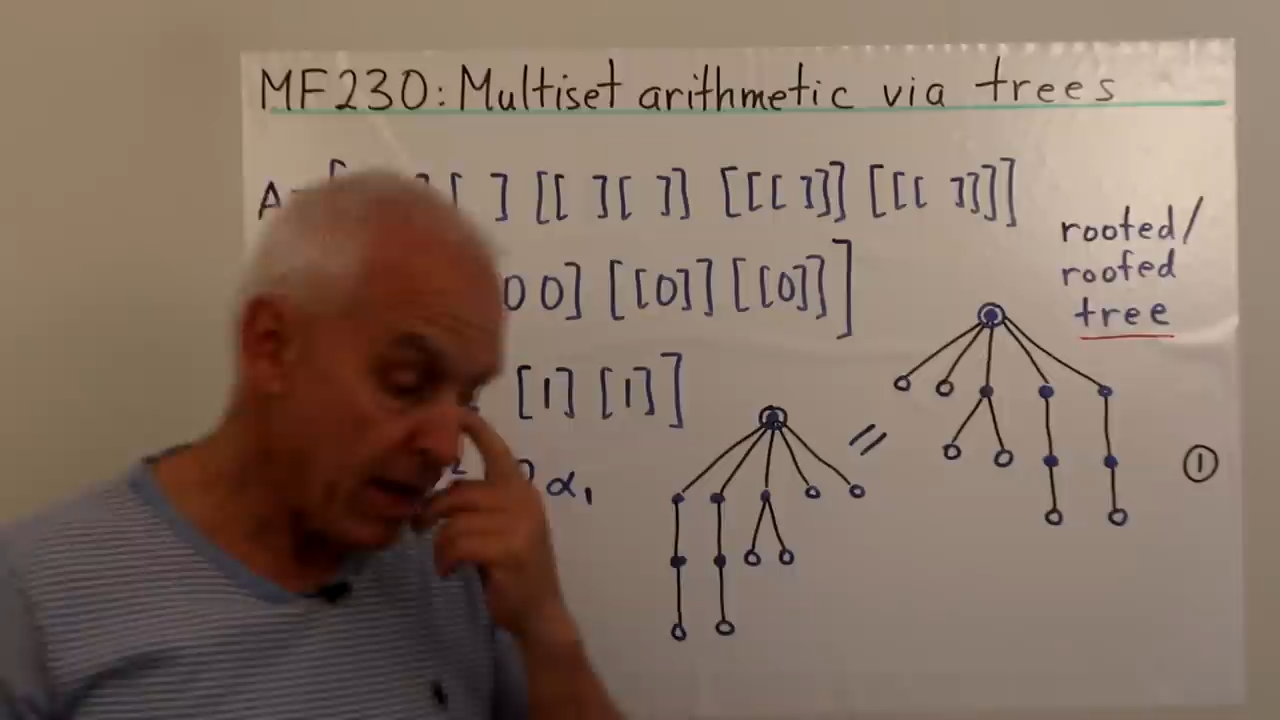 MF230: Multiset arithmetic via trees
A = [ ] [ ] [[ ][ ]] [[[ ]]] [[[ ]]]]
0 0] [[0]] [[0]]]
[1] [1]]
α₁
rooted/
roofed
tree
=
①